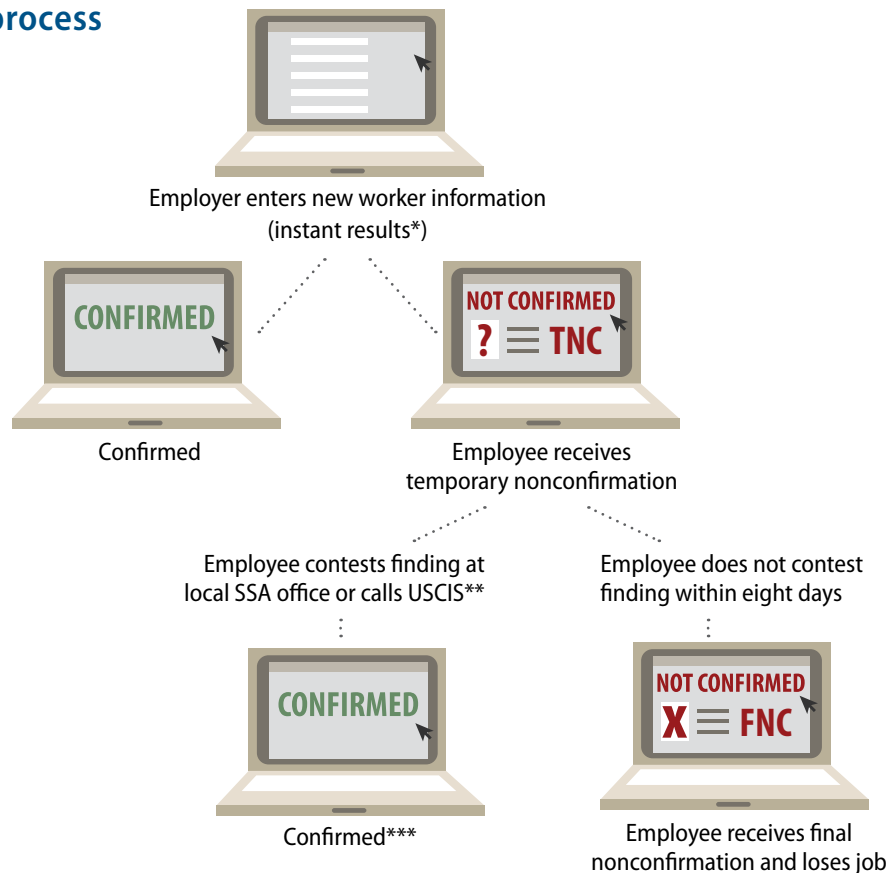 process
Employer enters new worker information
(instant results*)
CONFIRMED
NOT CONFIRMED
? TNC
Confirmed
Employee receives
temporary nonconfirmation
Employee contests finding at
local SSA office or calls USCIS**
Employee does not contest
finding within eight days
CONFIRMED
NOT CONFIRMED
X FNC
Confirmed***
Employee receives final
nonconfirmation and loses job